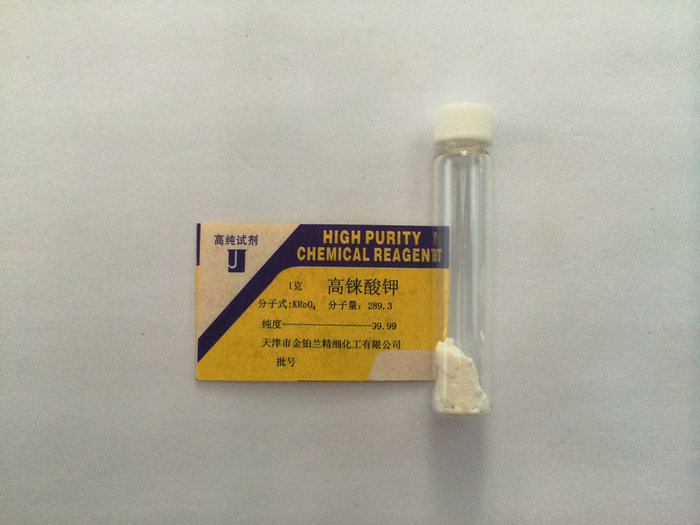 高纯试剂
J
HIGH PURITY
CHEMICAL REAGENT
1克 高铼酸钾
分子式:KReO₄ 分子量:289.3
纯度-------------------99.99
天津市金铂兰精细化工有限公司
批号